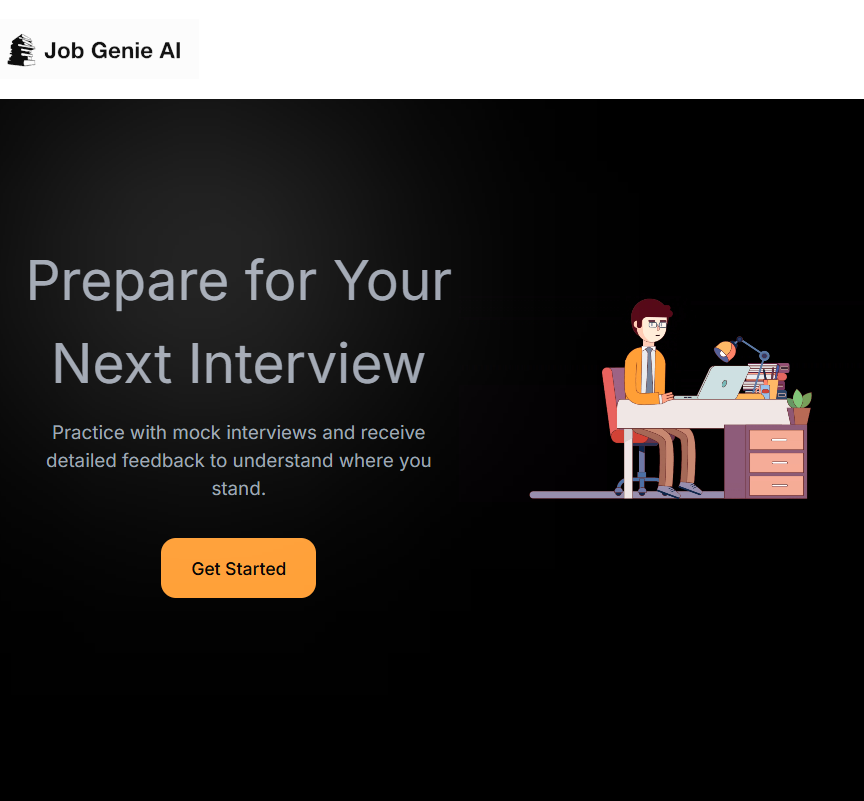 Job Genie AI
Prepare for Your
Next Interview
Practice with mock interviews and receive
detailed feedback to understand where you
stand.
Get Started